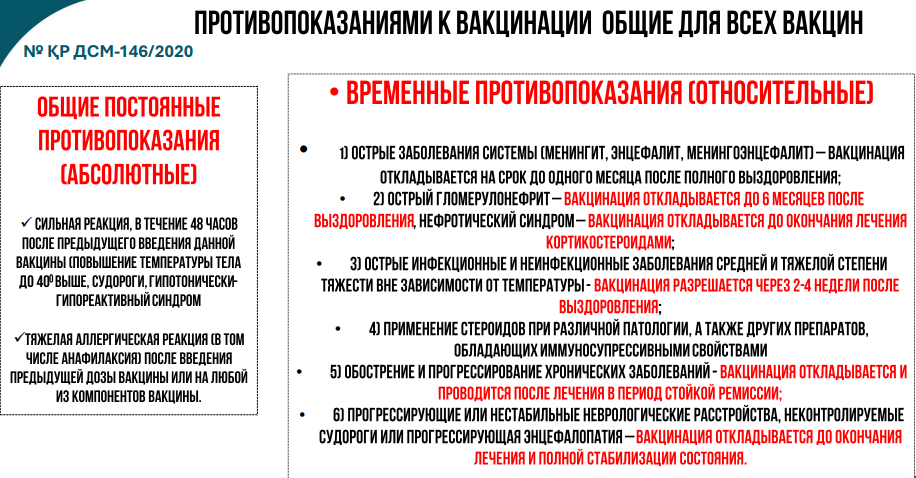 ПРОТИВОПОКАЗАНИЯМИ К ВАКЦИНАЦИИ ОБЩИЕ ДЛЯ ВСЕХ ВАКЦИН
№ ҚР ДСМ-146/2020
ОБЩИЕ ПОСТОЯННЫЕ
ПРОТИВОПОКАЗАНИЯ
(АБСОЛЮТНЫЕ)
✓ СИЛЬНАЯ РЕАКЦИЯ, В ТЕЧЕНИЕ 48 ЧАСОВ
ПОСЛЕ ПРЕДЫДУЩЕГО ВВЕДЕНИЯ ДАННОЙ
ВАКЦИНЫ (ПОВЫШЕНИЕ ТЕМПЕРАТУРЫ ТЕЛА
ДО 40⁰ ВЫШЕ, СУДОРОГИ, ГИПОТОНИЧЕСКИ-
ГИПОРЕАКТИВНЫЙ СИНДРОМ
✓ТЯЖЕЛАЯ АЛЛЕРГИЧЕСКАЯ РЕАКЦИЯ (В ТОМ
ЧИСЛЕ АНАФИЛАКСИЯ) ПОСЛЕ ВВЕДЕНИЯ
ПРЕДЫДУЩЕЙ ДОЗЫ ВАКЦИНЫ ИЛИ НА ЛЮБОЙ
ИЗ КОМПОНЕНТОВ ВАКЦИНЫ.
• ВРЕМЕННЫЕ ПРОТИВОПОКАЗАНИЯ (ОТНОСИТЕЛЬНЫЕ)
• 1) ОСТРЫЕ ЗАБОЛЕВАНИЯ СИСТЕМЫ (МЕНИНГИТ, ЭНЦЕФАЛИТ, МЕНИНГОЭНЦЕФАЛИТ) – ВАКЦИНАЦИЯ
ОТКЛАДЫВАЕТСЯ НА СРОК ДО ОДНОГО МЕСЯЦА ПОСЛЕ ПОЛНОГО ВЫЗДОРОВЛЕНИЯ;
• 2) ОСТРЫЙ ГЛОМЕРУЛОНЕФРИТ – ВАКЦИНАЦИЯ ОТКЛАДЫВАЕТСЯ ДО 6 МЕСЯЦЕВ ПОСЛЕ
ВЫЗДОРОВЛЕНИЯ, НЕФРОТИЧЕСКИЙ СИНДРОМ – ВАКЦИНАЦИЯ ОТКЛАДЫВАЕТСЯ ДО ОКОНЧАНИЯ ЛЕЧЕНИЯ
КОРТИКОСТЕРОИДАМИ;
• 3) ОСТРЫЕ ИНФЕКЦИОННЫЕ И НЕИНФЕКЦИОННЫЕ ЗАБОЛЕВАНИЯ СРЕДНЕЙ И ТЯЖЕЛОЙ СТЕПЕНИ
ТЯЖЕСТИ ВНЕ ЗАВИСИМОСТИ ОТ ТЕМПЕРАТУРЫ - ВАКЦИНАЦИЯ РАЗРЕШАЕТСЯ ЧЕРЕЗ 2-4 НЕДЕЛИ ПОСЛЕ
ВЫЗДОРОВЛЕНИЯ;
• 4) ПРИМЕНЕНИЕ СТЕРОИДОВ ПРИ РАЗЛИЧНОЙ ПАТОЛОГИИ, А ТАКЖЕ ДРУГИХ ПРЕПАРАТОВ,
ОБЛАДАЮЩИХ ИММУНОСУПРЕССИВНЫМИ СВОЙСТВАМИ
• 5) ОБОСТРЕНИЕ И ПРОГРЕССИРОВАНИЕ ХРОНИЧЕСКИХ ЗАБОЛЕВАНИЙ - ВАКЦИНАЦИЯ ОТКЛАДЫВАЕТСЯ И
ПРОВОДИТСЯ ПОСЛЕ ЛЕЧЕНИЯ В ПЕРИОД СТОЙКОЙ РЕМИССИИ;
• 6) ПРОГРЕССИРУЮЩИЕ ИЛИ НЕСТАБИЛЬНЫЕ НЕВРОЛОГИЧЕСКИЕ РАССТРОЙСТВА, НЕКОНТРОЛИРУЕМЫЕ
СУДОРОГИ ИЛИ ПРОГРЕССИРУЮЩАЯ ЭНЦЕФАЛОПАТИЯ – ВАКЦИНАЦИЯ ОТКЛАДЫВАЕТСЯ ДО ОКОНЧАНИЯ
ЛЕЧЕНИЯ И ПОЛНОЙ СТАБИЛИЗАЦИИ СОСТОЯНИЯ.